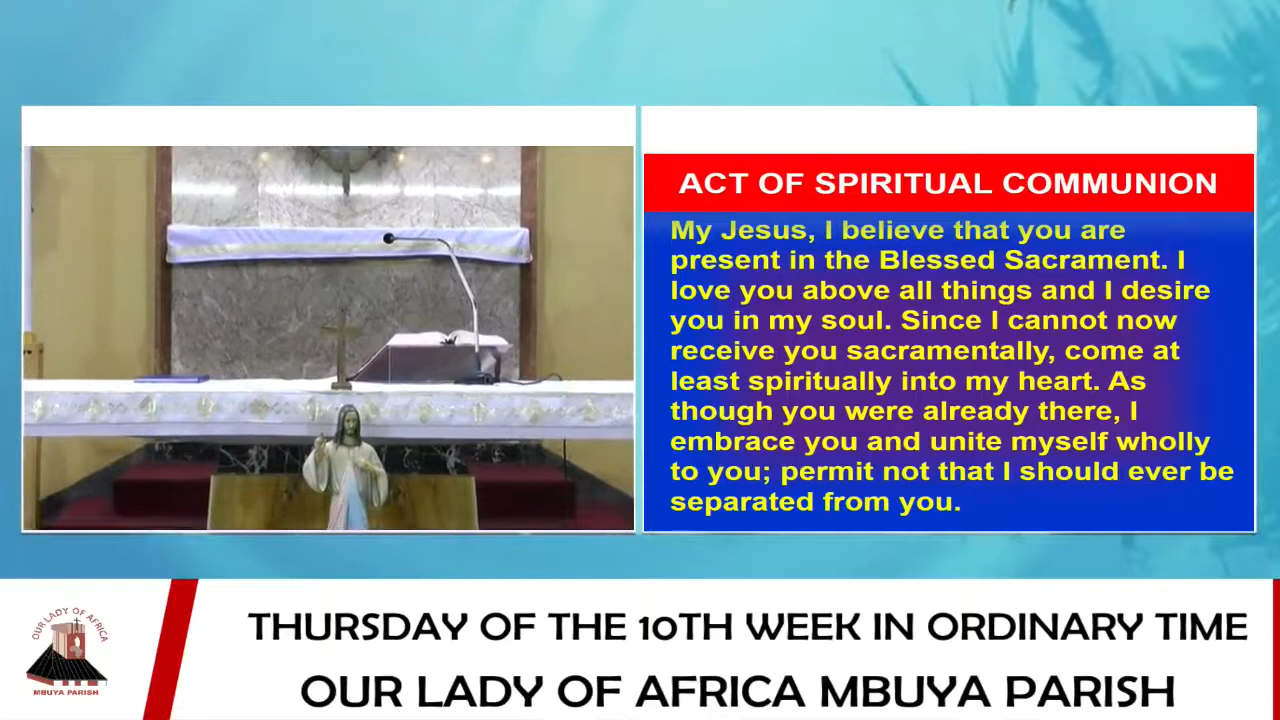 ACT OF SPIRITUAL COMMUNION
My Jesus, I believe that you are
present in the Blessed Sacrament. I
love you above all things and I desire
you in my soul. Since I cannot now
receive you sacramentally, come at
least spiritually into my heart. As
though you were already there, I
embrace you and unite myself wholly
to you; permit not that I should ever be
separated from you.
OUR LADY OF AFRICA
MBUYA PARISH
THURSDAY OF THE 10TH WEEK IN ORDINARY TIME
OUR LADY OF AFRICA MBUYA PARISH